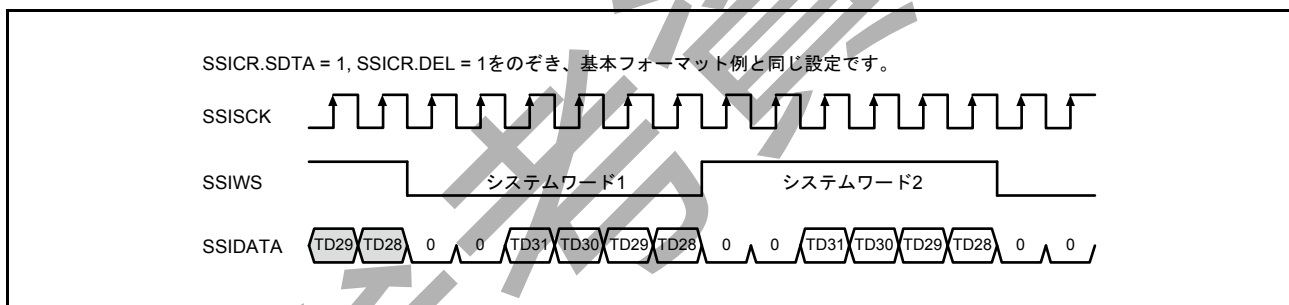 SSICR.SDTA = 1, SSICR.DEL = 1をのぞき、基本フォーマット例と同じ設定です。
SSISCK
SSIWS システムワード1 システムワード2
SSIDATA TD29 TD28 0 0 TD31 TD30 TD29 TD28 0 0 TD31 TD30 TD29 TD28 0 0